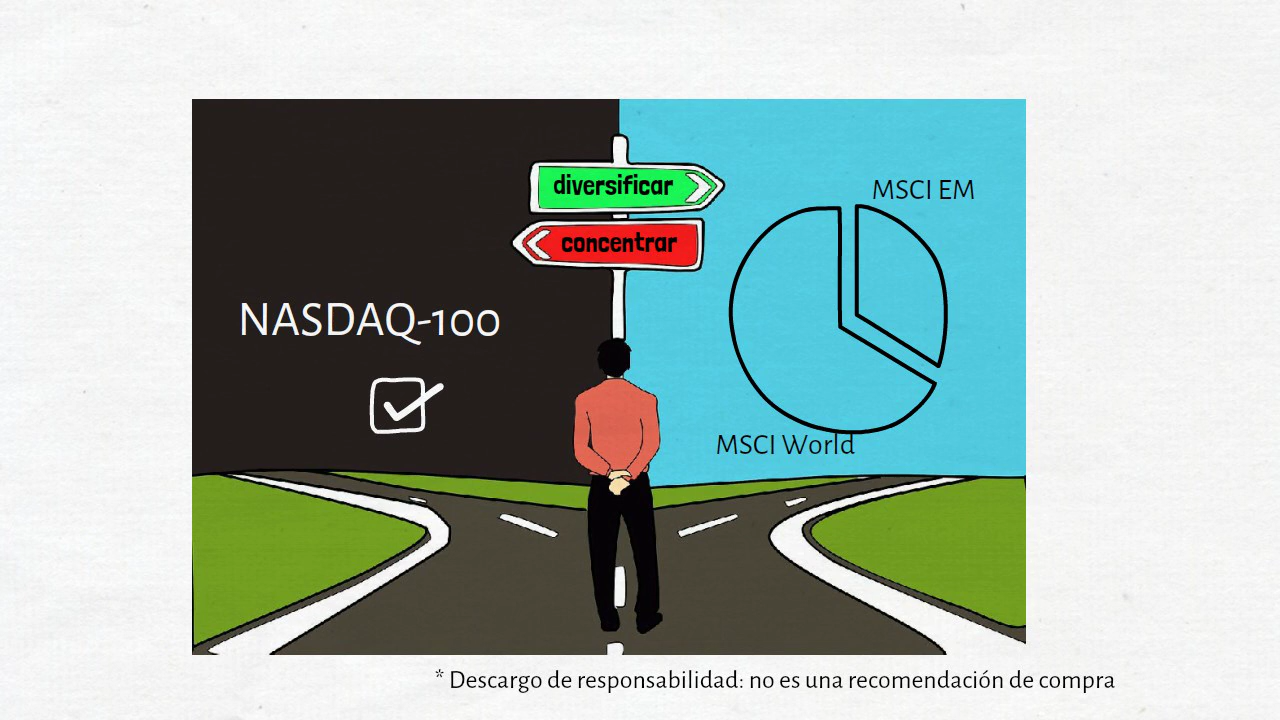 diversificar
concentrar
NASDAQ-100
MSCI EM
MSCI World
* Descargo de responsabilidad: no es una recomendación de compra